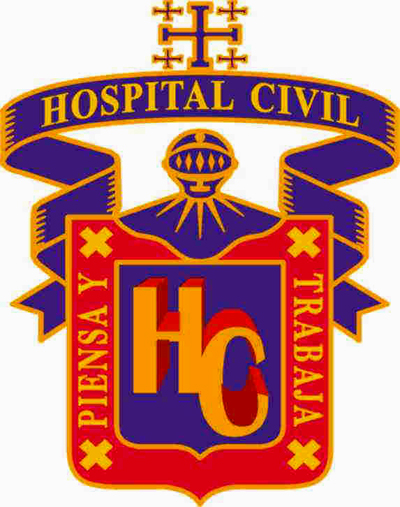 HOSPITAL CIVIL
PIENSA Y
TRABAJA
HC